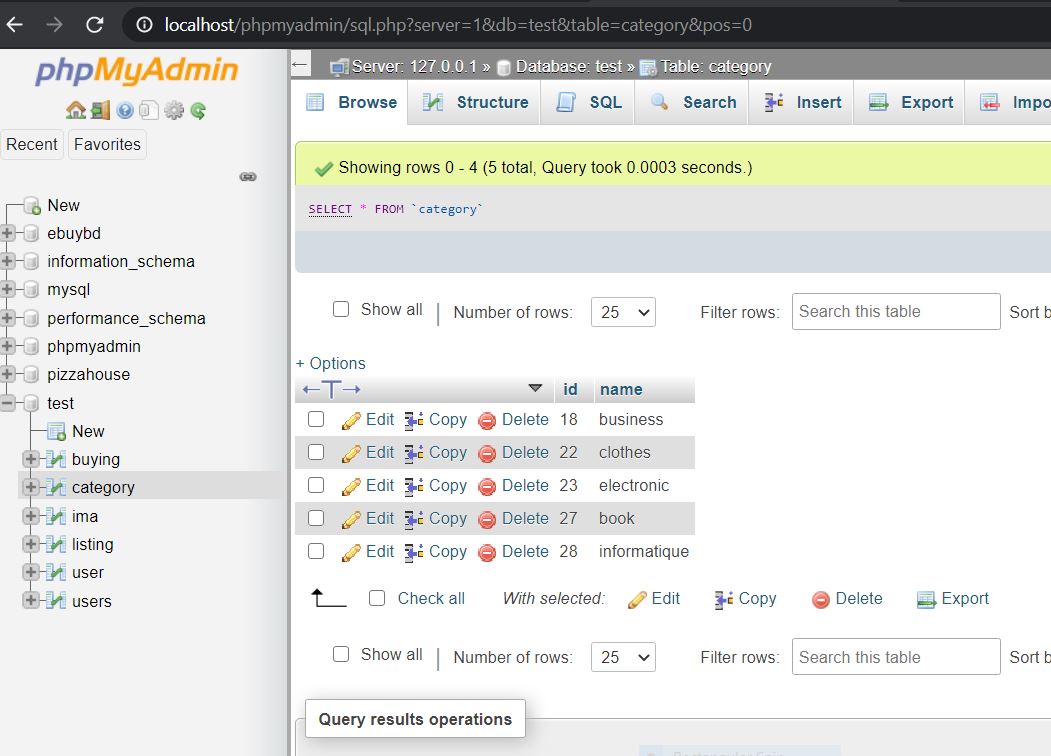 localhost/phpmyadmin/sql.php?server=1&db=test&table=category&pos=0
phpMyAdmin
Recent Favorites
New
ebuybd
information_schema
mysql
performance_schema
phpmyadmin
pizzahouse
test
New
buying
category
ima
listing
user
users
Server: 127.0.0.1 » Database: test » Table: category
Browse Structure SQL Search Insert Export Impo
Showing rows 0 - 4 (5 total, Query took 0.0003 seconds.)
SELECT * FROM `category`
Show all | Number of rows: 25 Filter rows: Search this table Sort b
+ Options
←T→ id name
Edit Copy Delete 18 business
Edit Copy Delete 22 clothes
Edit Copy Delete 23 electronic
Edit Copy Delete 27 book
Edit Copy Delete 28 informatique
Check all With selected: Edit Copy Delete Export
Show all | Number of rows: 25 Filter rows: Search this table Sort b
Query results operations